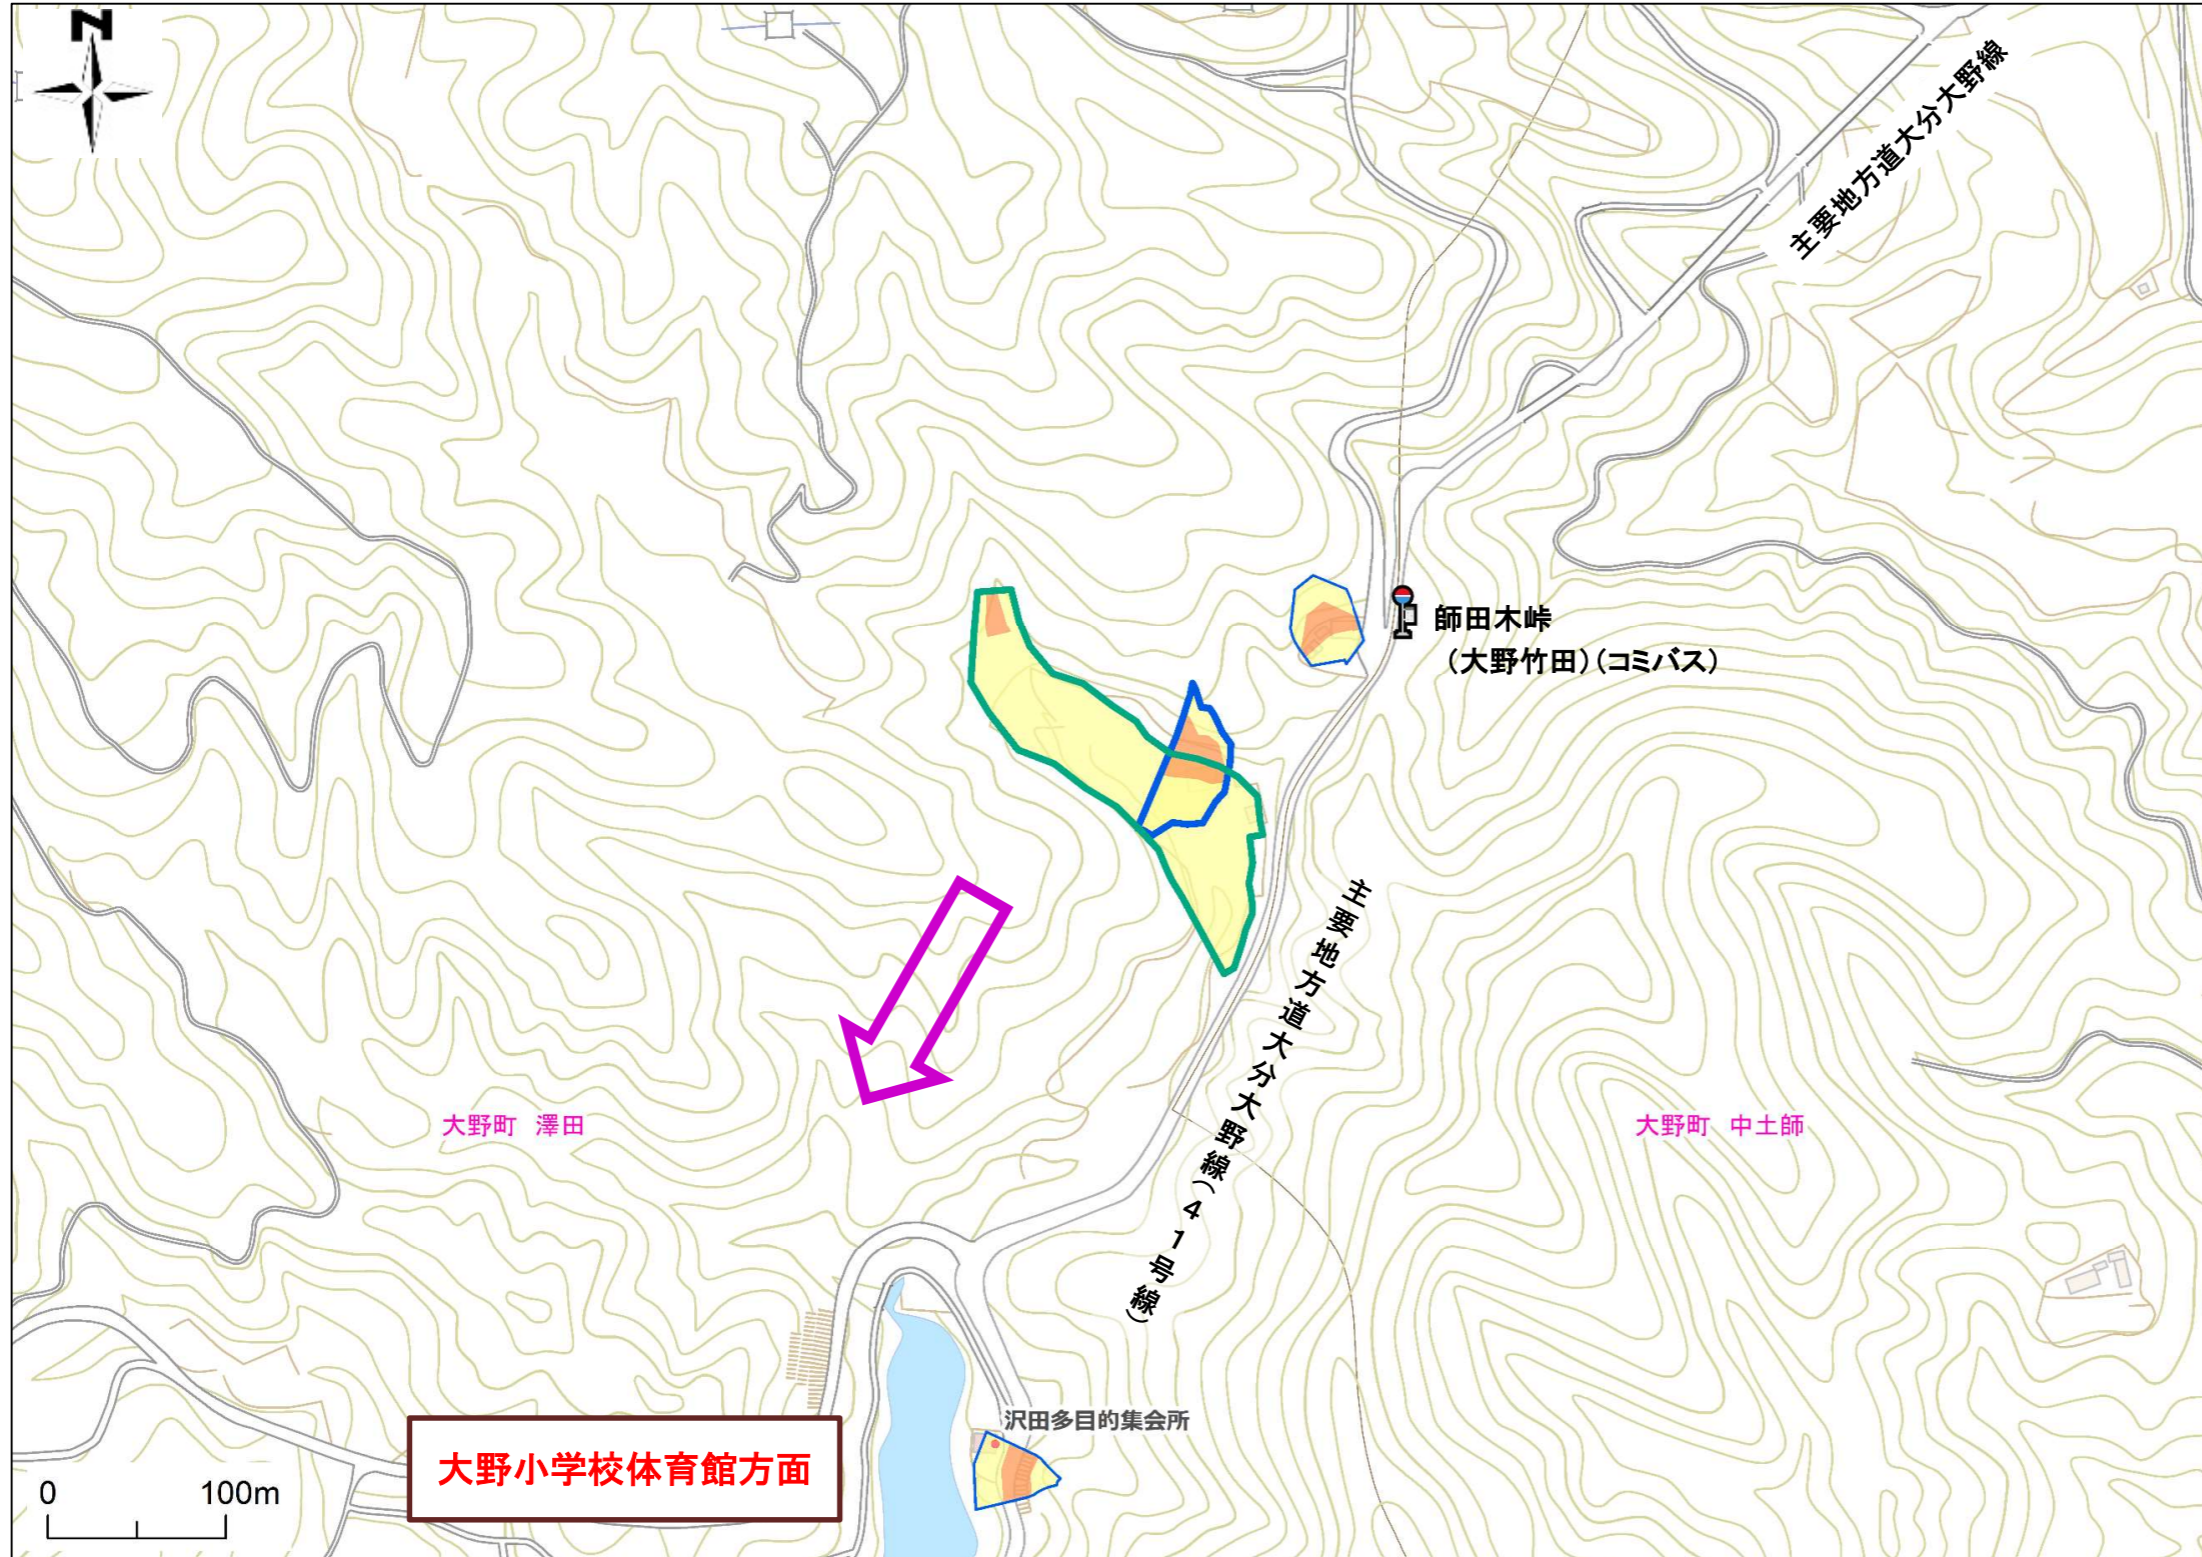 N
主要地方道大分大野線
師田木峠
（大野竹田）（コミバス）
主要地方道大分大野線（４１号線）
大野町　澤田
大野町　中土師
沢田多目的集会所
大野小学校体育館方面
0 100m